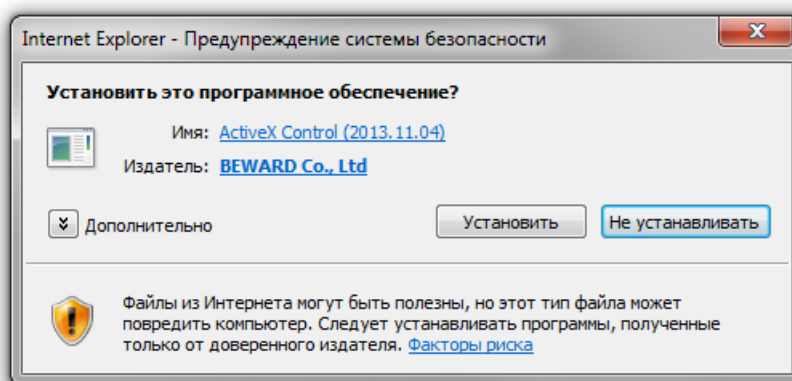 Internet Explorer - Предупреждение системы безопасности
Установить это программное обеспечение?
Имя: ActiveX Control (2013.11.04)
Издатель: BEWARD Co., Ltd
Дополнительно
Установить
Не устанавливать
Файлы из Интернета могут быть полезны, но этот тип файла может
повредить компьютер. Следует устанавливать программы, полученные
только от доверенного издателя. Факторы риска